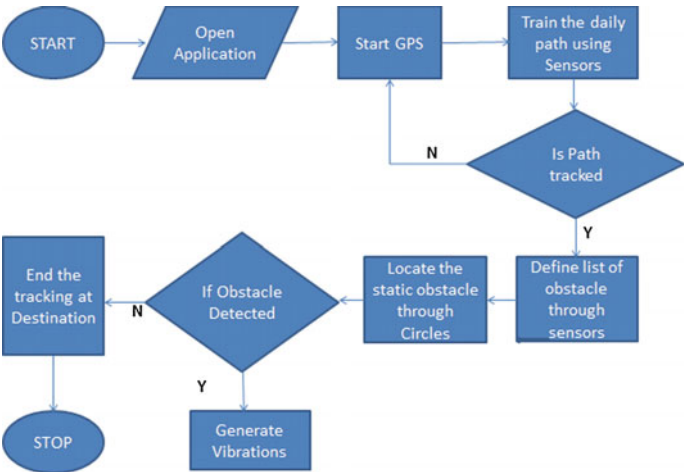 START
Open
Application
Start GPS
Train the daily
path using
Sensors
N
Is Path
tracked
Y
End the
tracking at
Destination
N
If Obstacle
Detected
Locate the
static obstacle
through
Circles
Define list of
obstacle
through
sensors
Y
STOP
Generate
Vibrations